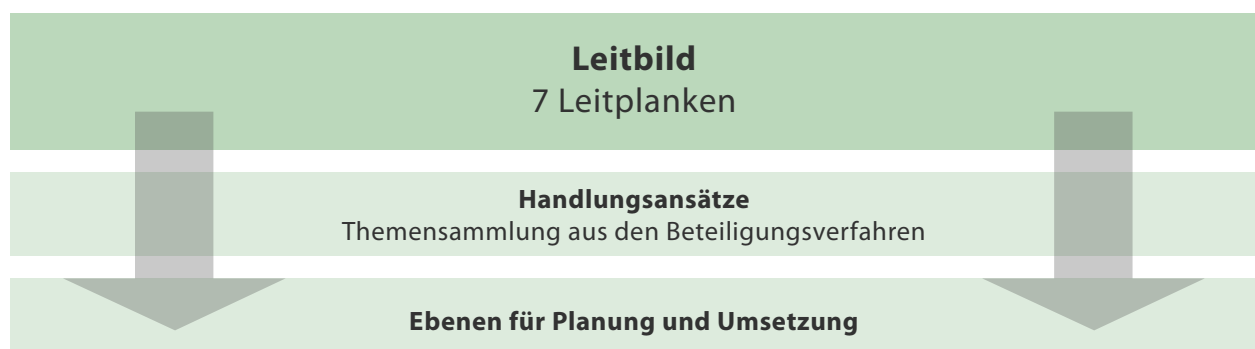 Leitbild
7 Leitplanken
Handlungsansätze
Themensammlung aus den Beteiligungsverfahren
Ebenen für Planung und Umsetzung